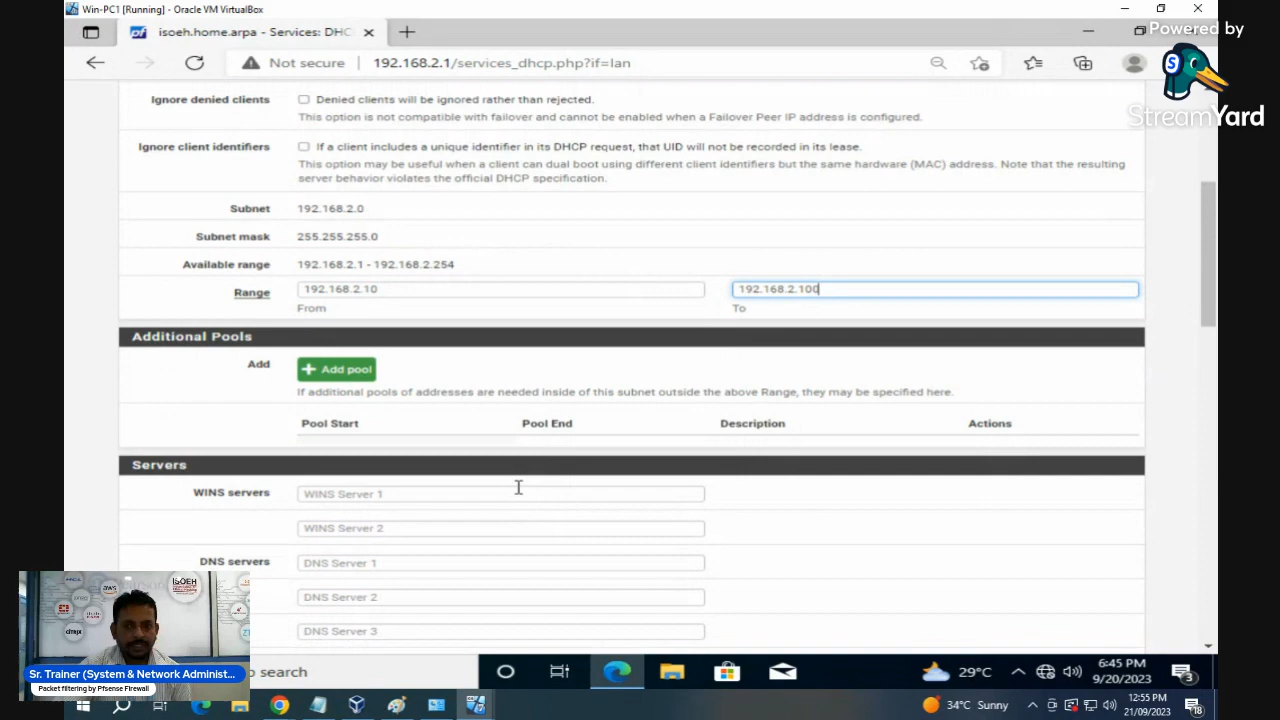 Win-PC1 [Running] - Oracle VM VirtualBox
isoeh.home.arpa - Services: DHC
Powered by
Not secure
192.168.2.1/services_dhcp.php?if=lan
StreamYard
Ignore denied clients
Denied clients will be ignored rather than rejected.
This option is not compatible with failover and cannot be enabled when a Failover Peer IP address is configured.
Ignore client identifiers
If a client includes a unique identifier in its DHCP request, that UID will not be recorded in its lease.
This option may be useful when a client can dual boot using different client identifiers but the same hardware (MAC) address. Note that the resulting
server behavior violates the official DHCP specification.
Subnet 192.168.2.0
Subnet mask 255.255.255.0
Available range 192.168.2.1 - 192.168.2.254
Range 192.168.2.10 192.168.2.100
From To
Additional Pools
Add Add pool
If additional pools of addresses are needed inside of this subnet outside the above Range, they may be specified here.
Pool Start Pool End Description Actions
Servers
WINS servers WINS Server 1
WINS Server 2
DNS servers DNS Server 1
DNS Server 2
DNS Server 3
ISOEH
aws
citrix
Sr. Trainer (System & Network Administ...
Packet filtering by Pfsense Firewall
o search
29°C
6:45 PM
9/20/2023
3
34°C Sunny
12:55 PM
21/09/2023
18